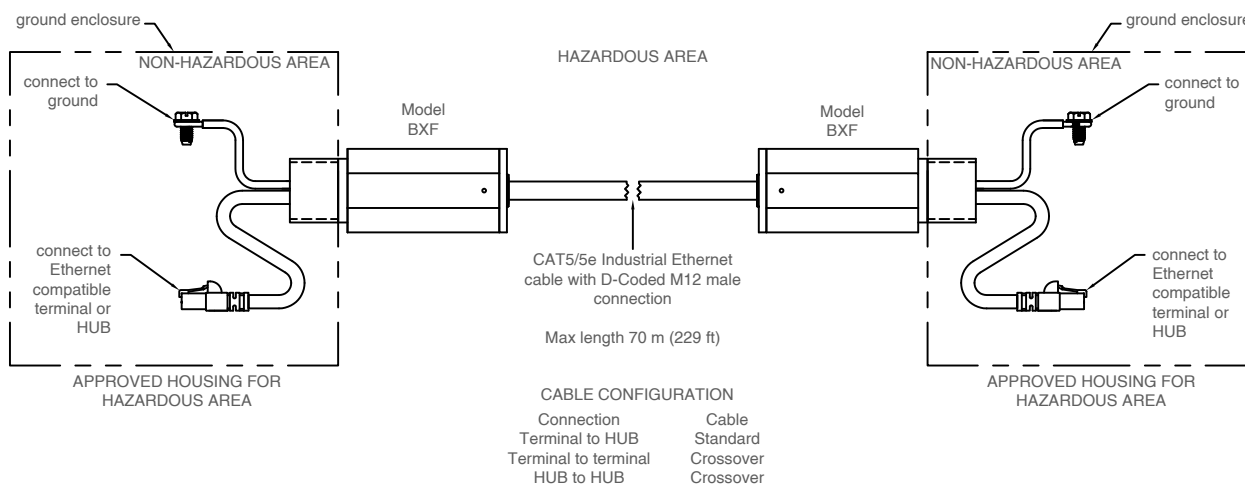 ground enclosure
NON-HAZARDOUS AREA
connect to
ground
Model
BXF
HAZARDOUS AREA
Model
BXF
ground enclosure
NON-HAZARDOUS AREA
connect to
ground
connect to
Ethernet
compatible
terminal or
HUB
CAT5/5e Industrial Ethernet
cable with D-Coded M12 male
connection
Max length 70 m (229 ft)
connect to
Ethernet
compatible
terminal or
HUB
APPROVED HOUSING FOR
HAZARDOUS AREA
APPROVED HOUSING FOR
HAZARDOUS AREA
CABLE CONFIGURATION
Connection Cable
Terminal to HUB Standard
Terminal to terminal Crossover
HUB to HUB Crossover